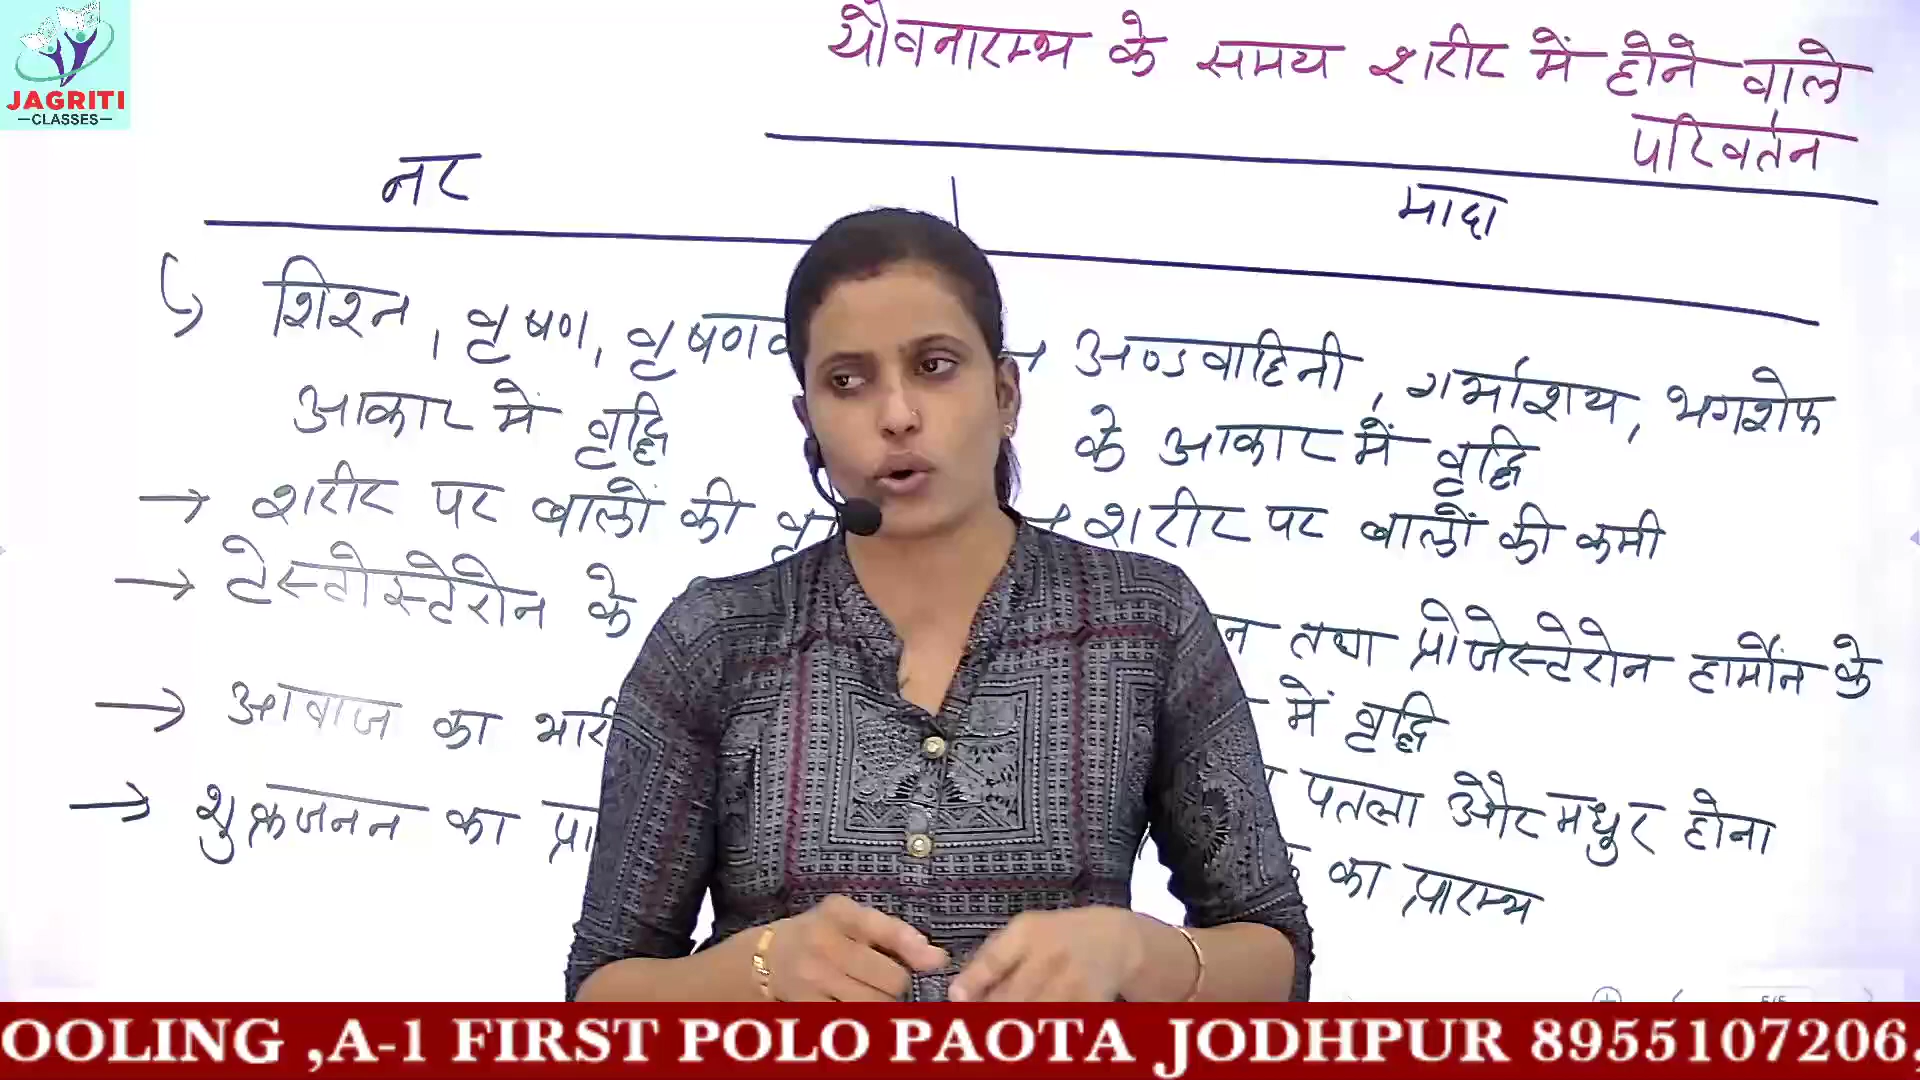 JAGRITI
—CLASSES—
यौवनारम्भ के समय शरीर में होने वाले
परिवर्तन
नर
मादा
शिश्न, वृषण,
आकार में वृद्धि
→ शरीर पर बालों की
→ टेस्टोस्टेरोन के
→ आवाज का
→ शुक्रजनन का
अण्डवाहिनी, गर्भाशय, भगशेफ
के आकार में वृद्धि
→ शरीर पर बालों की कमी
तथा प्रोजेस्टेरोन हार्मोन के
में वृद्धि
पतला और मधुर होना
का प्रारम्भ
OOLING ,A-1 FIRST POLO PAOTA JODHPUR 8955107206,